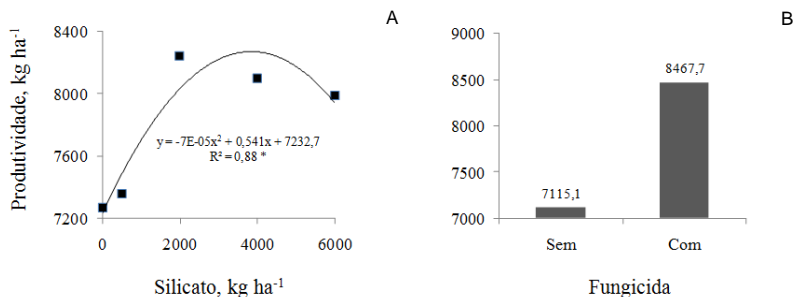 A
Produtividade, kg ha-1
8400
8000
7600
7200
y = -7E-05x2 + 0,541x + 7232,7
R² = 0,88 *
0 2000 4000 6000
Silicato, kg ha-1
B
9000
8500
8000
7500
7000
8467,7
7115,1
Sem Com
Fungicida